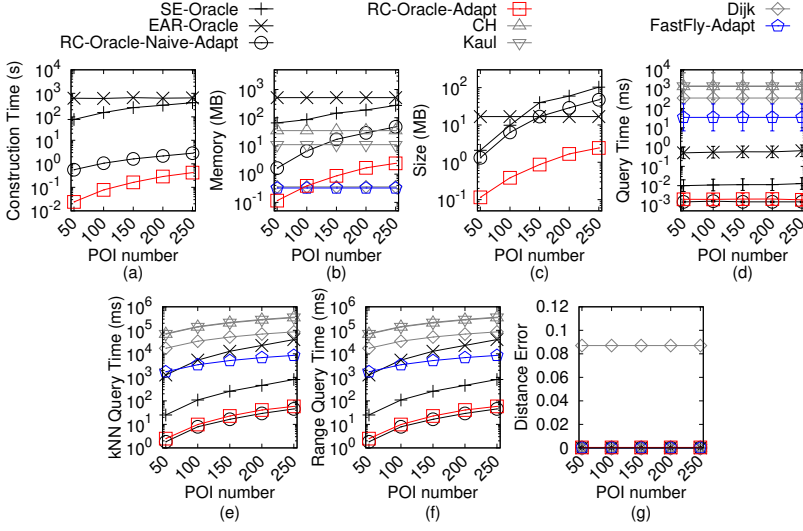 SE-Oracle
EAR-Oracle
RC-Oracle-Naive-Adapt
RC-Oracle-Adapt
CH
Kaul
Dijk
FastFly-Adapt
Construction Time (s)
10^4
10^3
10^2
10^1
10^0
10^-1
10^-2
50
100
150
200
250
POI number
(a)
Memory (MB)
10^3
10^2
10^1
10^0
10^-1
50
100
150
200
250
POI number
(b)
Size (MB)
10^2
10^1
10^0
10^-1
50
100
150
200
250
POI number
(c)
Query Time (ms)
10^4
10^3
10^2
10^1
10^0
10^-1
10^-2
10^-3
50
100
150
200
250
POI number
(d)
kNN Query Time (ms)
10^6
10^5
10^4
10^3
10^2
10^1
10^0
50
100
150
200
250
POI number
(e)
Range Query Time (ms)
10^6
10^5
10^4
10^3
10^2
10^1
10^0
50
100
150
200
250
POI number
(f)
Distance Error
0.12
0.1
0.08
0.06
0.04
0.02
0
50
100
150
200
250
POI number
(g)